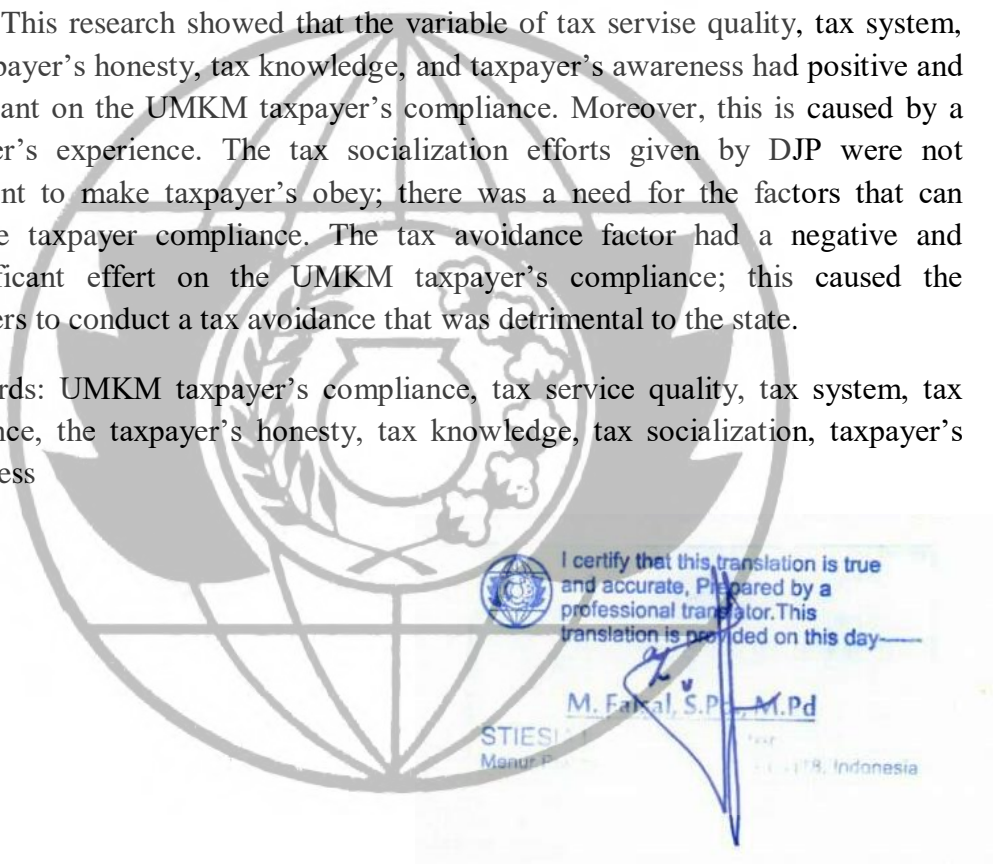 This research showed that the variable of tax servise quality, tax system,
payer's honesty, tax knowledge, and taxpayer's awareness had positive and
ant on the UMKM taxpayer's compliance. Moreover, this is caused by a
er's experience. The tax socialization efforts given by DJP were not
nt to make taxpayer's obey; there was a need for the factors that can
e taxpayer compliance. The tax avoidance factor had a negative and
ficant effert on the UMKM taxpayer's compliance; this caused the
ers to conduct a tax avoidance that was detrimental to the state.
rds: UMKM taxpayer's compliance, tax service quality, tax system, tax
nce, the taxpayer's honesty, tax knowledge, tax socialization, taxpayer's
ess
I certify that this translation is true
and accurate, Prepared by a
professional translator.This
translation is provided on this day
M. Faisal, S.Pd., M.Pd
STIESI
Menur Indonesia